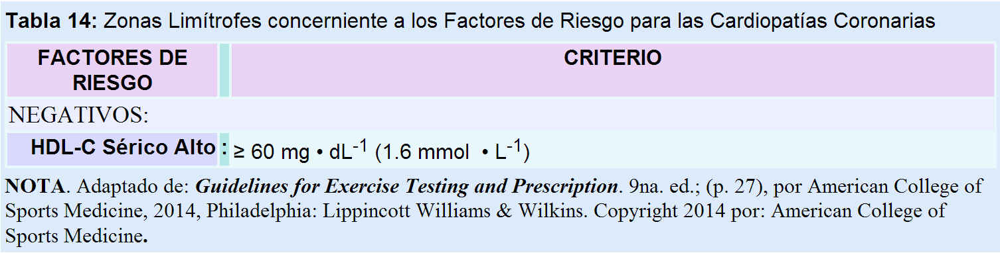 Tabla 14: Zonas Limítrofes concerniente a los Factores de Riesgo para las Cardiopatías Coronarias
FACTORES DE
RIESGO
CRITERIO
NEGATIVOS:
HDL-C Sérico Alto : ≥ 60 mg • dL⁻¹ (1.6 mmol • L⁻¹)
NOTA. Adaptado de: Guidelines for Exercise Testing and Prescription. 9na. ed.; (p. 27), por American College of
Sports Medicine, 2014, Philadelphia: Lippincott Williams & Wilkins. Copyright 2014 por: American College of
Sports Medicine.